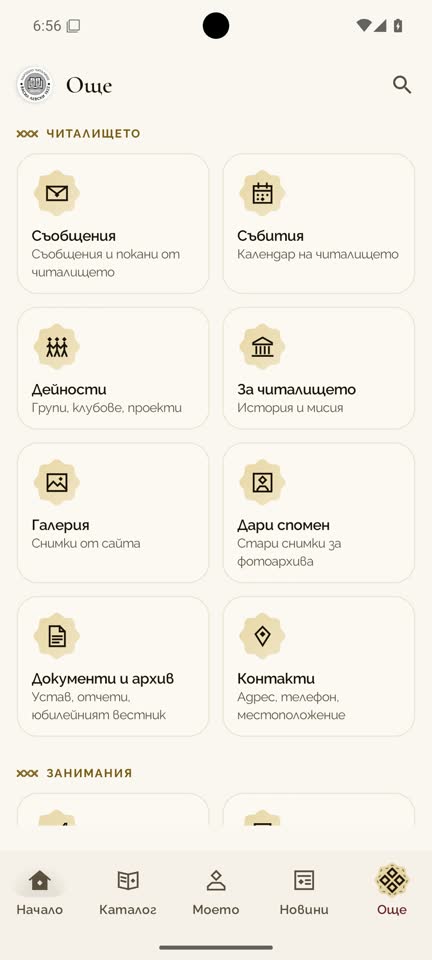 6:56
Още
ЧИТАЛИЩЕТО
Съобщения
Съобщения и покани от
читалището
Събития
Календар на читалището
Дейности
Групи, клубове, проекти
За читалището
История и мисия
Галерия
Снимки от сайта
Дари спомен
Стари снимки за
фотоархива
Документи и архив
Устав, отчети,
юбилейният вестник
Контакти
Адрес, телефон,
местоположение
ЗАНИМАНИЯ
Начало
Каталог
Моето
Новини
Още